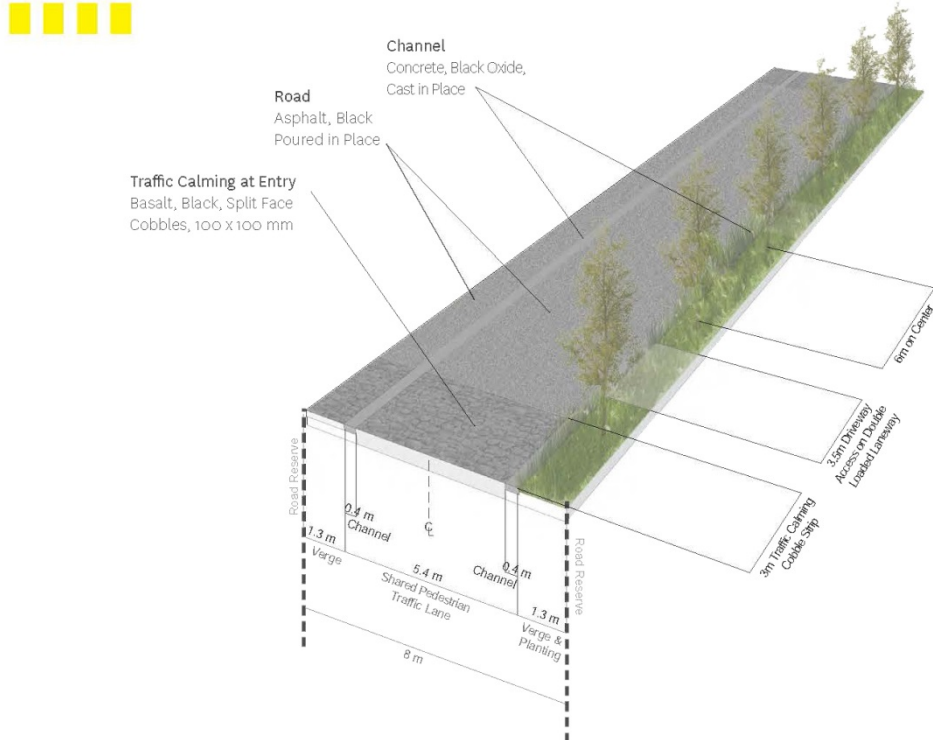 Channel
Concrete, Black Oxide,
Cast in Place
Road
Asphalt, Black
Poured in Place
Traffic Calming at Entry
Basalt, Black, Split Face
Cobbles, 100 x 100 mm
6m on Center
3.5m Driveway
Access on Double
Loaded Laneway
3m Traffic Calming
Cobble Strip
Road Reserve
0.4 m
Channel
℄
1.3 m
Verge
5.4 m
Shared Pedestrian
Traffic Lane
0.4 m
Channel
1.3 m
Verge &
Planting
Road Reserve
8 m